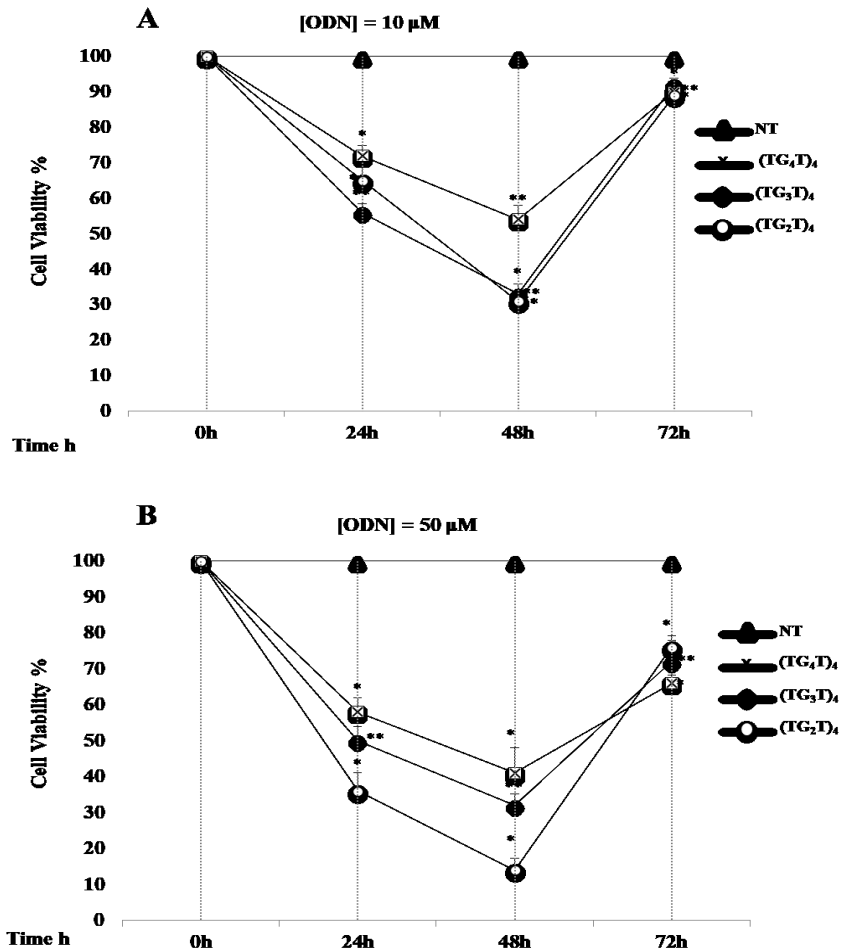 A
[ODN] = 10 µM
100
90
80
70
60
50
40
30
20
10
0
Cell Viability %
Time h
0h
24h
48h
72h
*
*
**
**
*
**
*
*
**
*
NT
(TG₄T)₄
(TG₃T)₄
(TG₂T)₄
B
[ODN] = 50 µM
100
90
80
70
60
50
40
30
20
10
0
Cell Viability %
Time h
0h
24h
48h
72h
*
**
*
*
**
*
*
**
*
NT
(TG₄T)₄
(TG₃T)₄
(TG₂T)₄